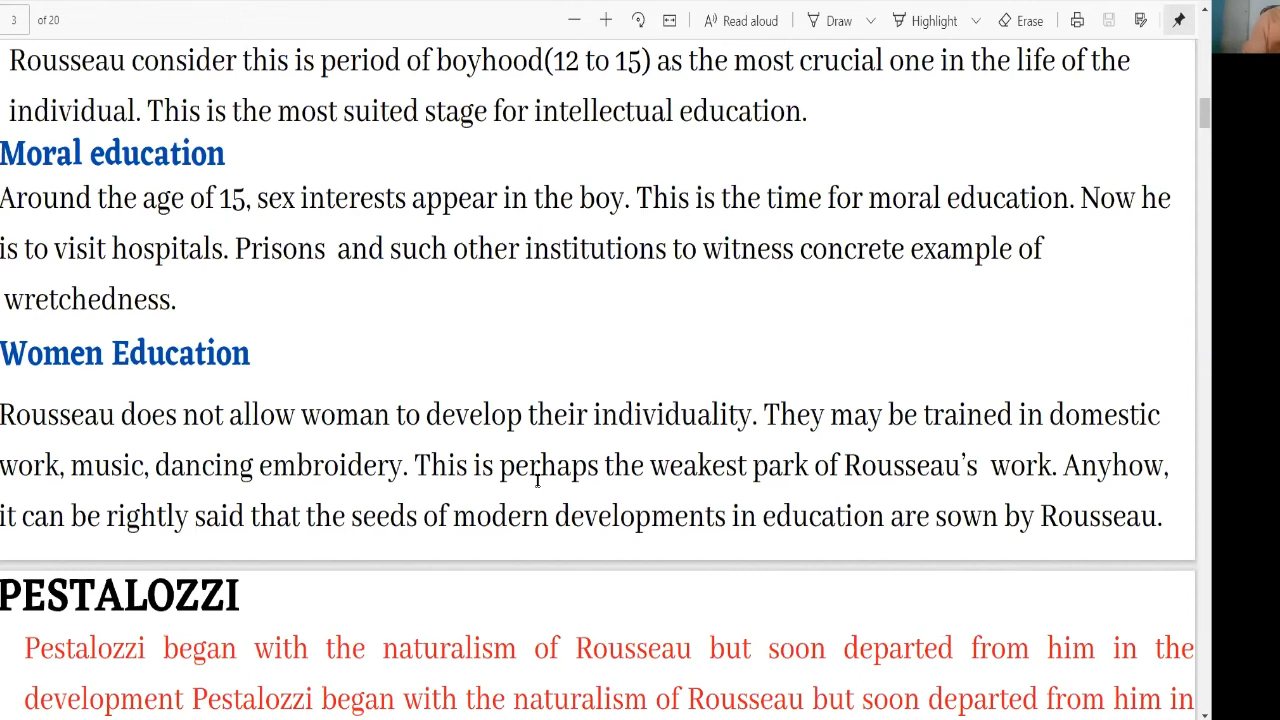 3 of 20 Read aloud Draw Highlight Erase
Rousseau consider this is period of boyhood(12 to 15) as the most crucial one in the life of the
individual. This is the most suited stage for intellectual education.
Moral education
Around the age of 15, sex interests appear in the boy. This is the time for moral education. Now he
is to visit hospitals. Prisons and such other institutions to witness concrete example of
wretchedness.
Women Education
Rousseau does not allow woman to develop their individuality. They may be trained in domestic
work, music, dancing embroidery. This is perhaps the weakest park of Rousseau's work. Anyhow,
it can be rightly said that the seeds of modern developments in education are sown by Rousseau.
PESTALOZZI
Pestalozzi began with the naturalism of Rousseau but soon departed from him in the
development Pestalozzi began with the naturalism of Rousseau but soon departed from him in